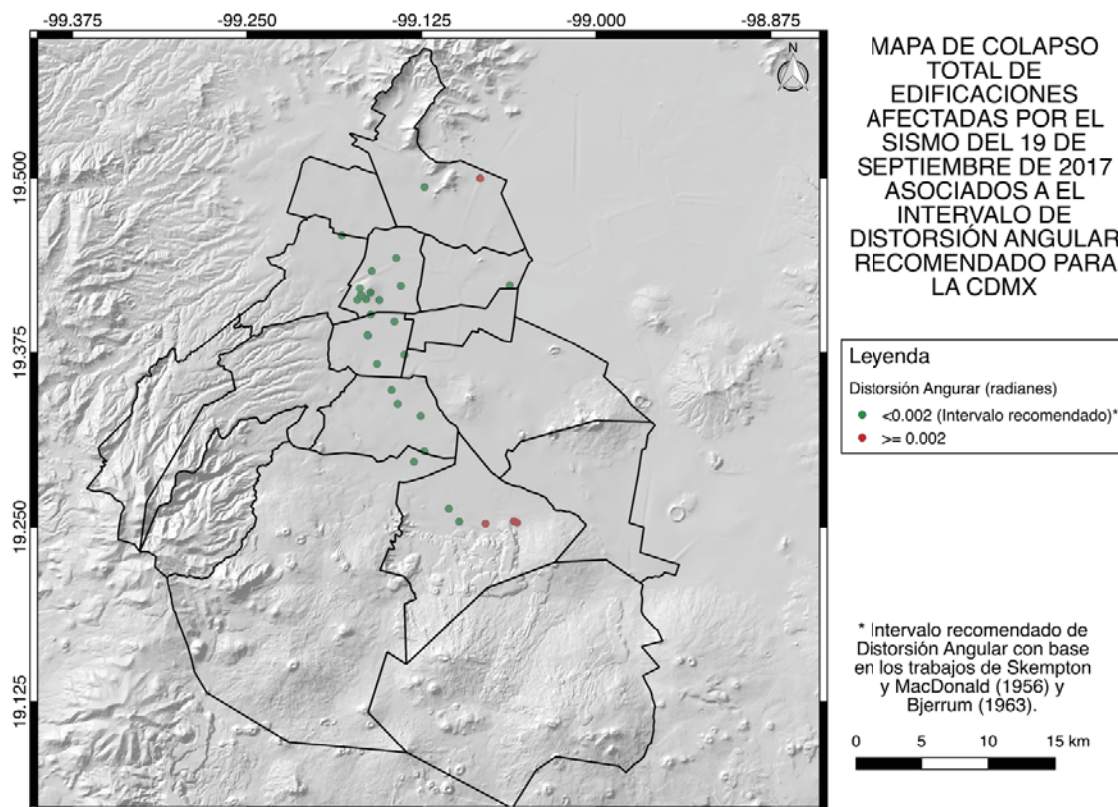 -99.375
-99.250
-99.125
-99.000
-98.875
19.500
19.375
19.250
19.125
N
MAPA DE COLAPSO
TOTAL DE
EDIFICACIONES
AFECTADAS POR EL
SISMO DEL 19 DE
SEPTIEMBRE DE 2017
ASOCIADOS A EL
INTERVALO DE
DISTORSIÓN ANGULAR
RECOMENDADO PARA
LA CDMX
Leyenda
Distorsión Angurar (radianes)
<0.002 (Intervalo recomendado)*
>= 0.002
* Intervalo recomendado de
Distorsión Angular con base
en los trabajos de Skempton
y MacDonald (1956) y
Bjerrum (1963).
0 5 10 15 km